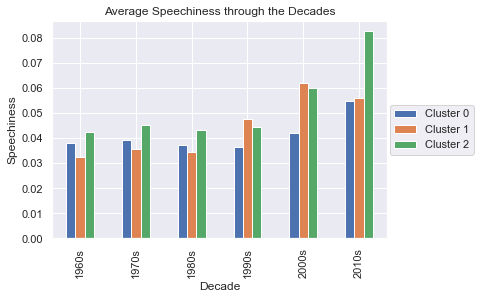 Average Speechiness through the Decades
Speechiness
0.08
0.07
0.06
0.05
0.04
0.03
0.02
0.01
0.00
1960s
1970s
1980s
1990s
2000s
2010s
Decade
Cluster 0
Cluster 1
Cluster 2